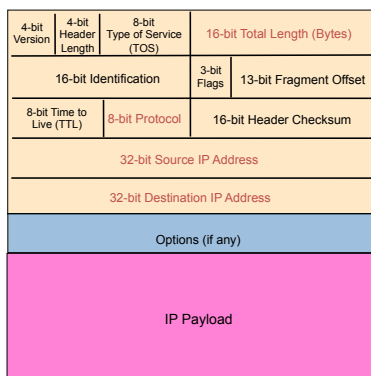 4-bit
Version
4-bit
Header
Length
8-bit
Type of Service
(TOS)
16-bit Total Length (Bytes)
16-bit Identification
3-bit
Flags
13-bit Fragment Offset
8-bit Time to
Live (TTL)
8-bit Protocol
16-bit Header Checksum
32-bit Source IP Address
32-bit Destination IP Address
Options (if any)
IP Payload